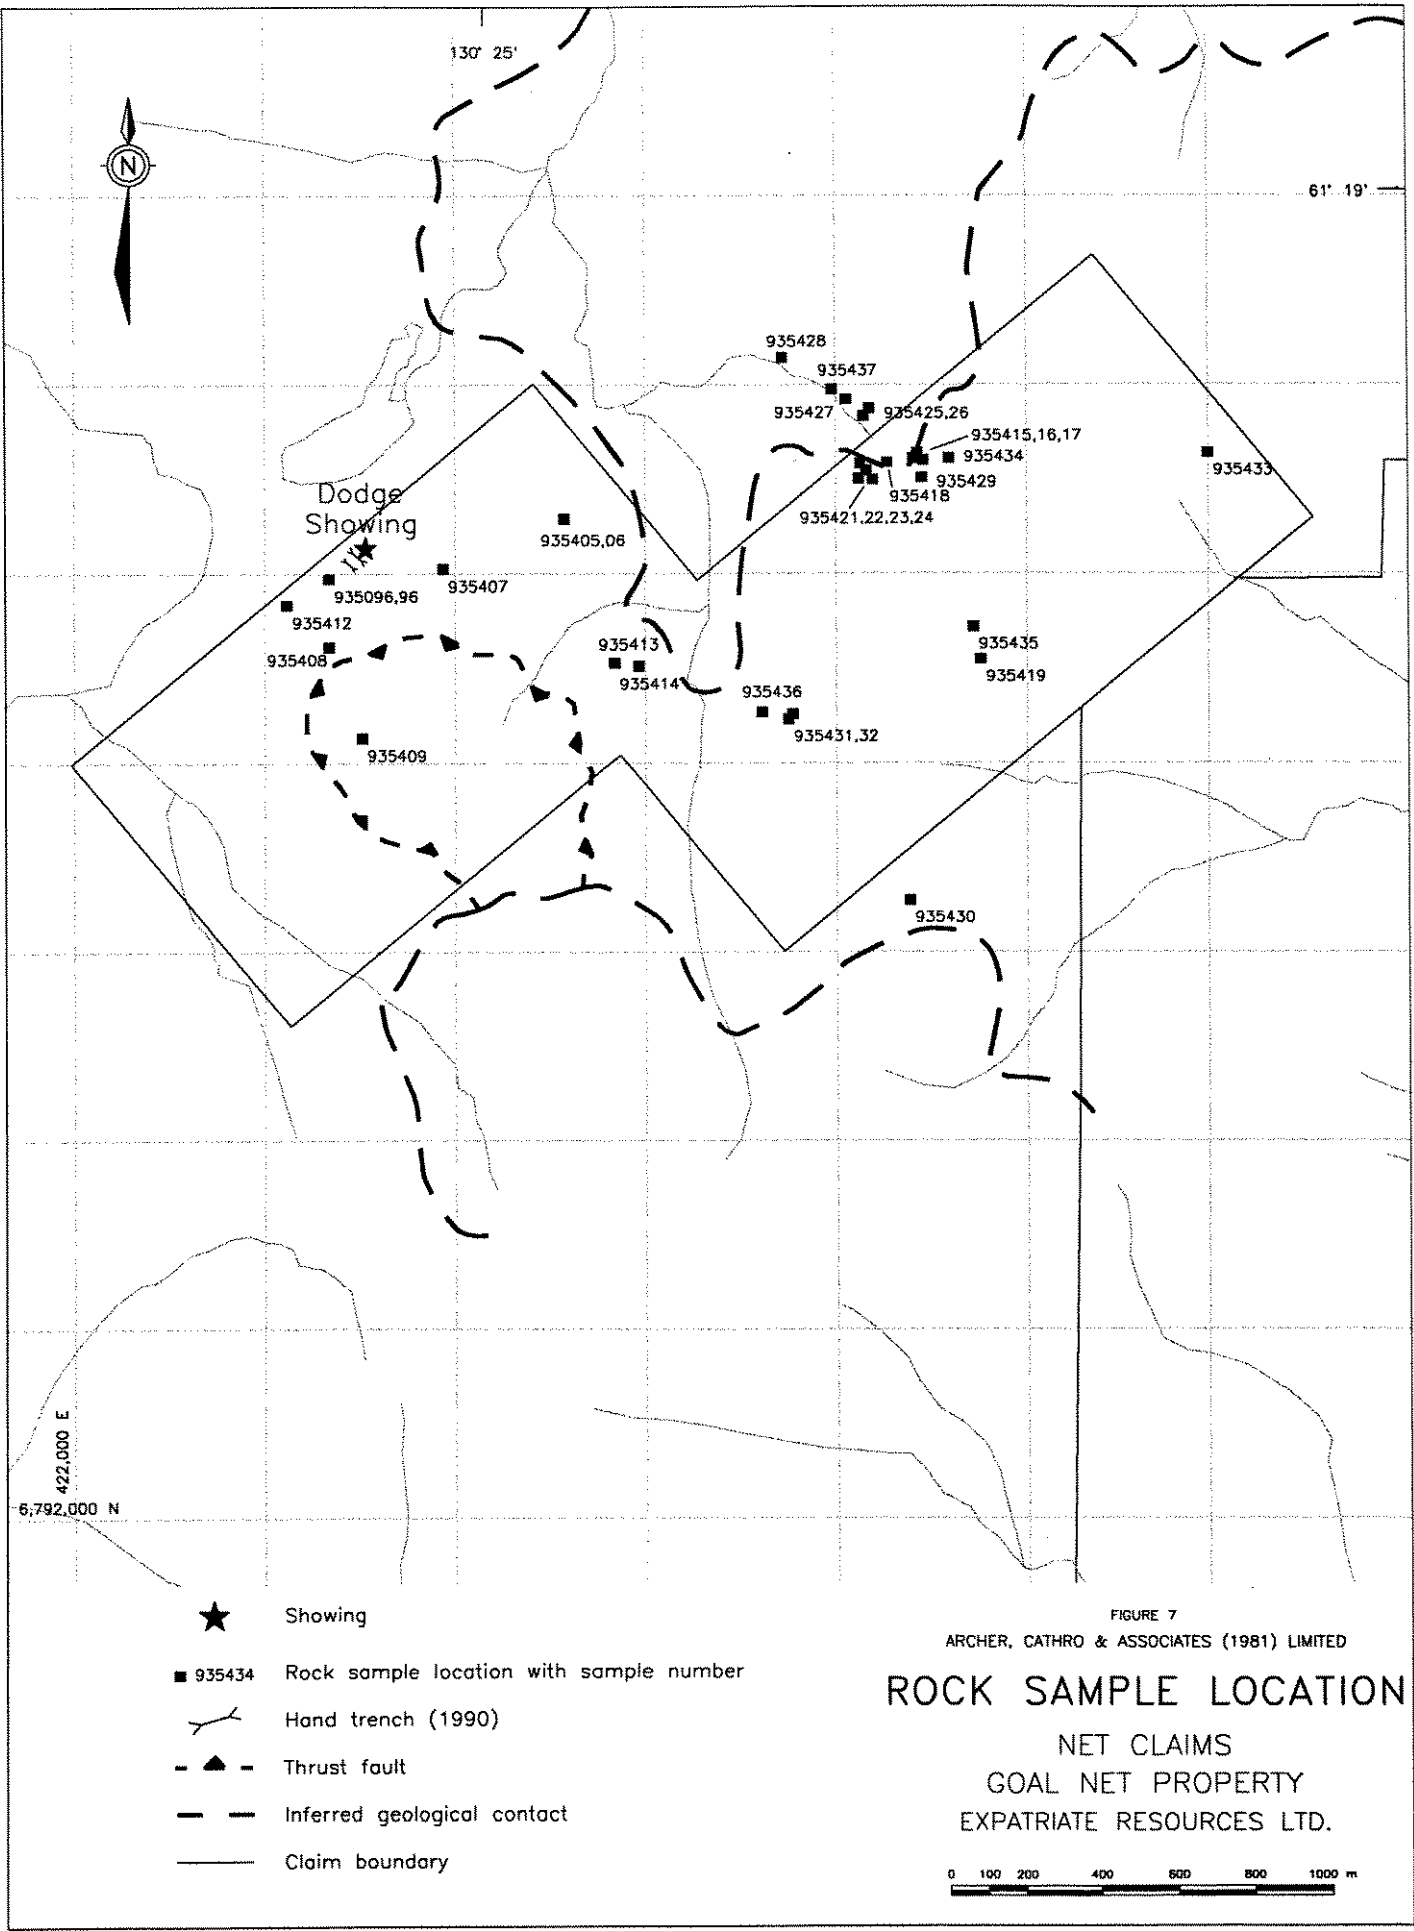 130° 25'
N
61° 19'
935428
935437
935427
935425,26
935415,16,17
935434
935433
935429
935418
935421,22,23,24
Dodge
Showing
935405,06
935407
935096,96
935412
935408
935413
935414
935435
935419
935436
935431,32
935409
935430
422,000 E
6,792,000 N
Showing
935434 Rock sample location with sample number
Hand trench (1990)
Thrust fault
Inferred geological contact
Claim boundary
FIGURE 7
ARCHER, CATHRO & ASSOCIATES (1981) LIMITED
ROCK SAMPLE LOCATION
NET CLAIMS
GOAL NET PROPERTY
EXPATRIATE RESOURCES LTD.
0 100 200 400 600 800 1000 m